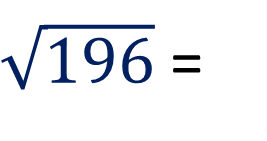 √196 =